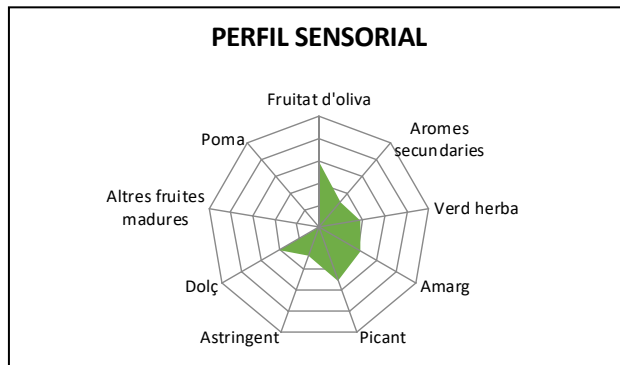 PERFIL SENSORIAL
Fruitat d'oliva
Aromes
secundaries
Verd herba
Amarg
Picant
Astringent
Dolç
Altres fruites
madures
Poma